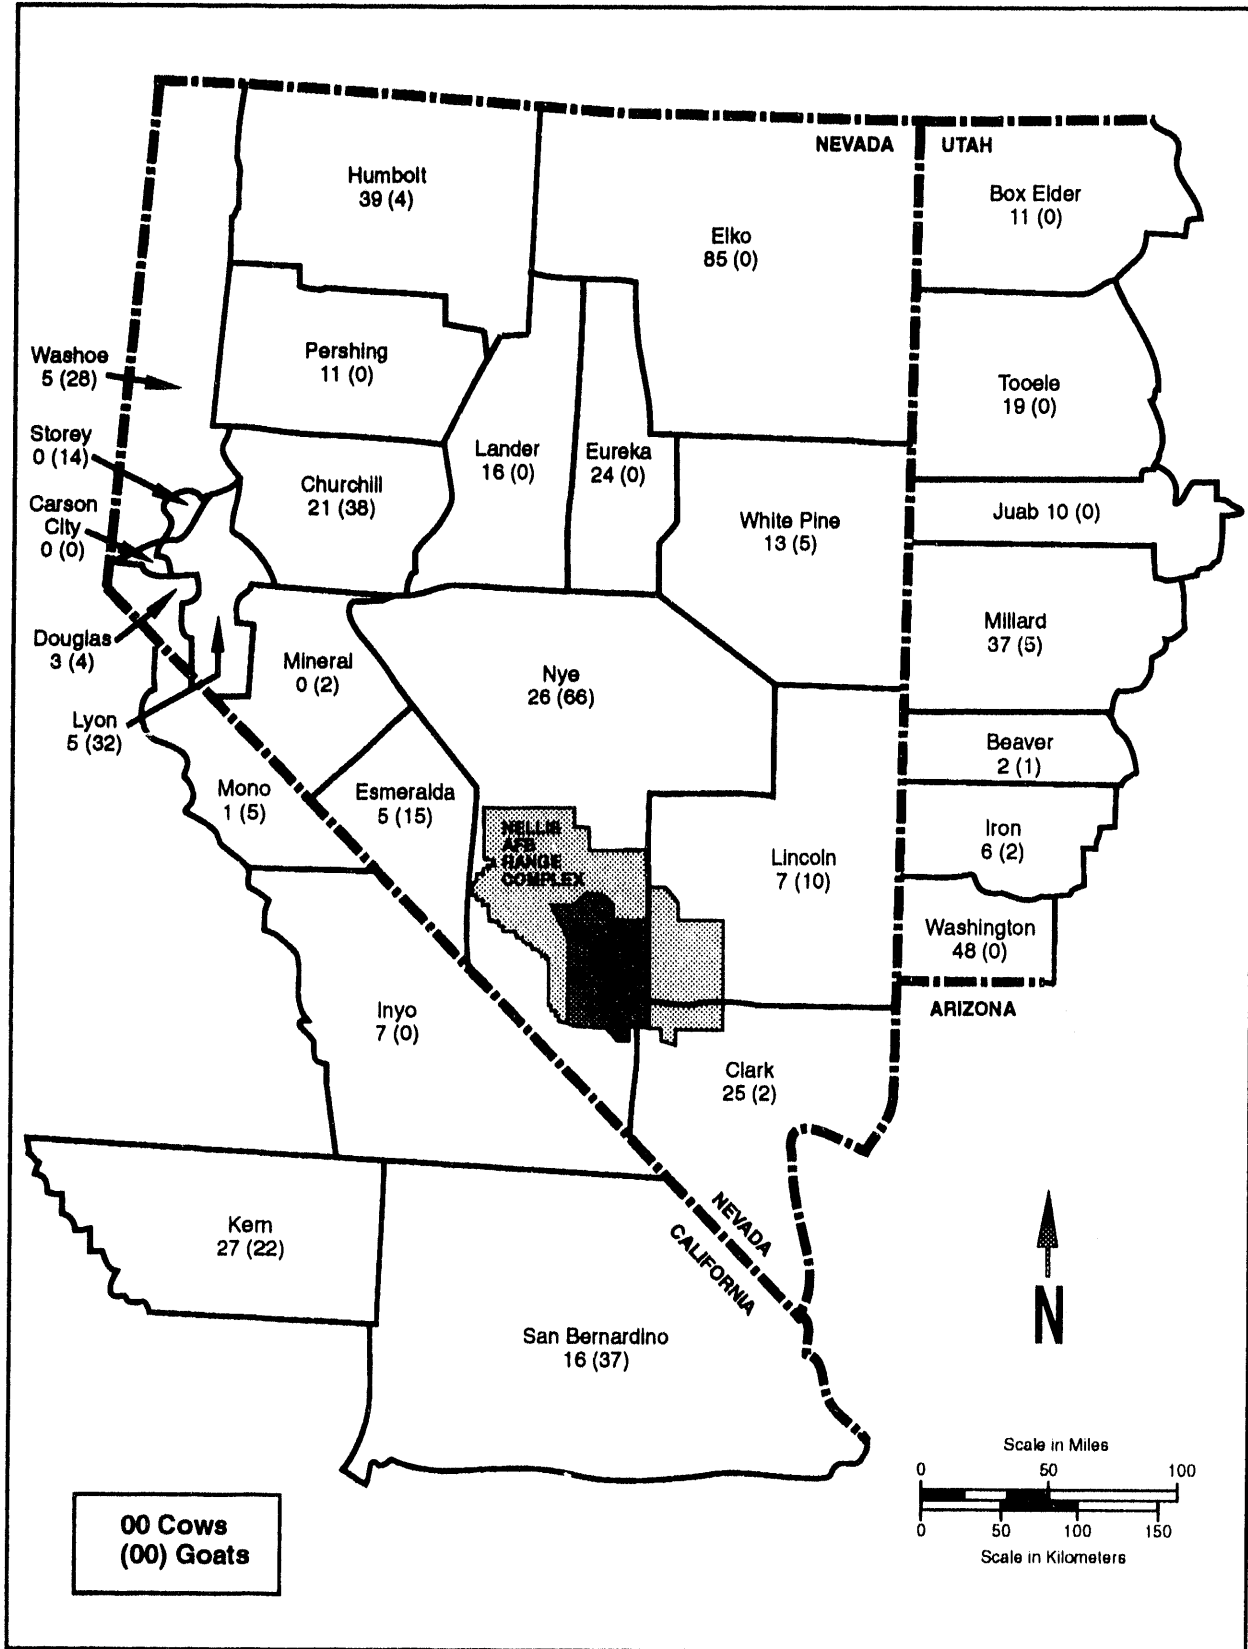 NEVADA
UTAH
Humbolt
39 (4)
Elko
85 (0)
Box Elder
11 (0)
Washoe
5 (28)
Pershing
11 (0)
Tooele
19 (0)
Storey
0 (14)
Lander
16 (0)
Eureka
24 (0)
Churchill
21 (38)
Carson
City
0 (0)
White Pine
13 (5)
Juab 10 (0)
Douglas
3 (4)
Mineral
0 (2)
Nye
26 (66)
Millard
37 (5)
Lyon
5 (32)
Beaver
2 (1)
Mono
1 (5)
Esmeralda
5 (15)
NELLIS
AFB
RANGE
COMPLEX
Lincoln
7 (10)
Iron
6 (2)
Washington
48 (0)
ARIZONA
Inyo
7 (0)
Clark
25 (2)
Kern
27 (22)
NEVADA
CALIFORNIA
N
San Bernardino
16 (37)
Scale in Miles
0 50 100
0 50 100 150
Scale in Kilometers
00 Cows
(00) Goats